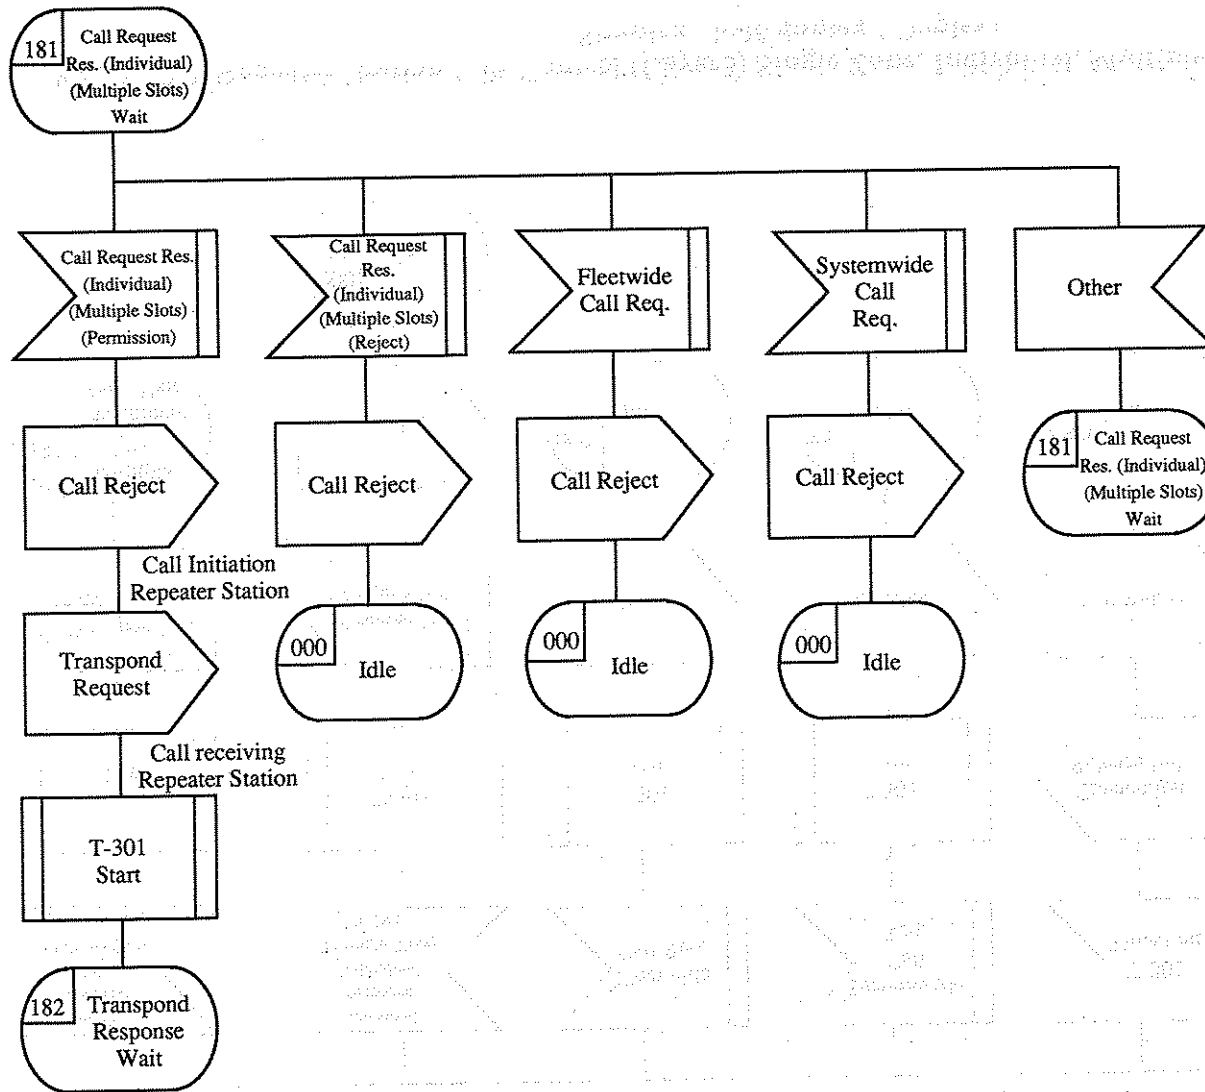 181
Call Request
Res. (Individual)
(Multiple Slots)
Wait
Call Request Res.
(Individual)
(Multiple Slots)
(Permission)
Call Request
Res.
(Individual)
(Multiple Slots)
(Reject)
Fleetwide
Call Req.
Systemwide
Call
Req.
Other
Call Reject
Call Reject
Call Reject
Call Reject
181
Call Request
Res. (Individual)
(Multiple Slots)
Wait
Call Initiation
Repeater Station
Transpond
Request
000
Idle
000
Idle
000
Idle
Call receiving
Repeater Station
T-301
Start
182
Transpond
Response
Wait